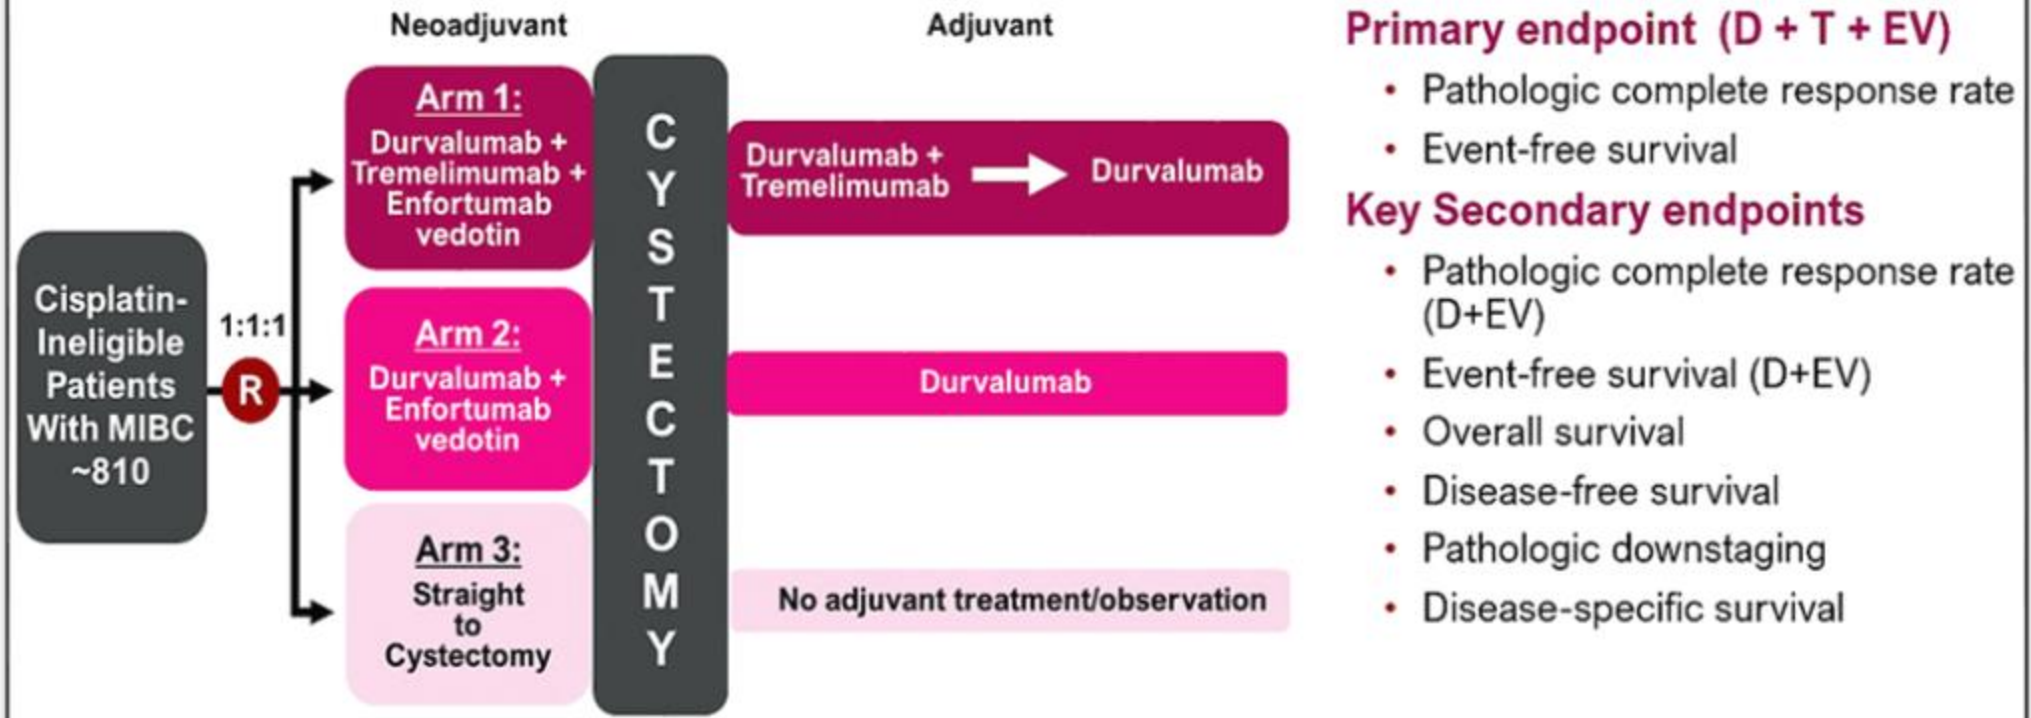 Neoadjuvant
Adjuvant
Cisplatin-
Ineligible
Patients
With MIBC
~810
1:1:1
R
Arm 1:
Durvalumab +
Tremelimumab +
Enfortumab
vedotin
Arm 2:
Durvalumab +
Enfortumab
vedotin
Arm 3:
Straight
to
Cystectomy
C
Y
S
T
E
C
T
O
M
Y
Durvalumab +
Tremelimumab
Durvalumab
Durvalumab
No adjuvant treatment/observation
Primary endpoint (D + T + EV)
• Pathologic complete response rate
• Event-free survival
Key Secondary endpoints
• Pathologic complete response rate
(D+EV)
• Event-free survival (D+EV)
• Overall survival
• Disease-free survival
• Pathologic downstaging
• Disease-specific survival